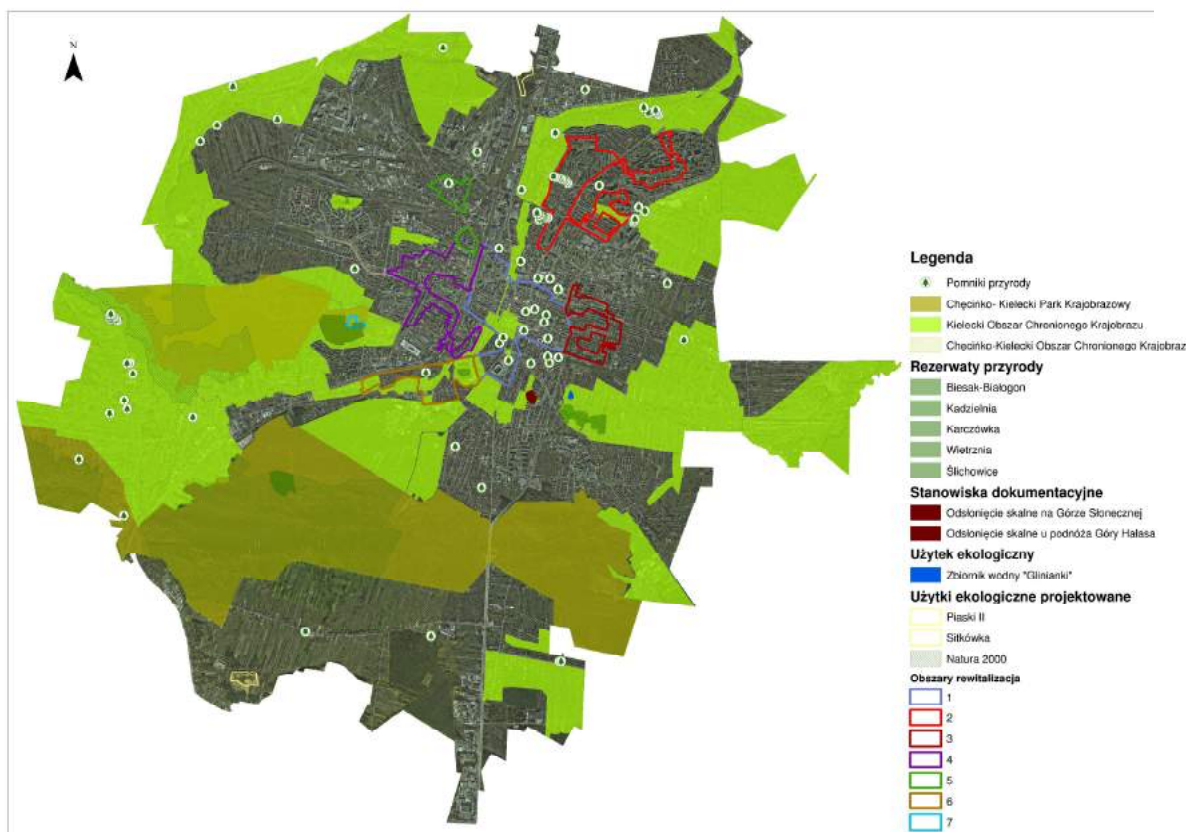 N
Legenda
Pomniki przyrody
Chęcińko- Kielecki Park Krajobrazowy
Kielecki Obszar Chronionego Krajobrazu
Chęcińko-Kielecki Obszar Chronionego Krajobraz
Rezerwaty przyrody
Biesak-Białogon
Kadzielnia
Karczówka
Wietrznia
Ślichowice
Stanowiska dokumentacyjne
Odsłonięcie skalne na Górze Słonecznej
Odsłonięcie skalne u podnóża Góry Hałasa
Użytek ekologiczny
Zbiornik wodny "Glinianki"
Użytki ekologiczne projektowane
Piaski II
Sitkówka
Natura 2000
Obszary rewitalizacja
1
2
3
4
5
6
7